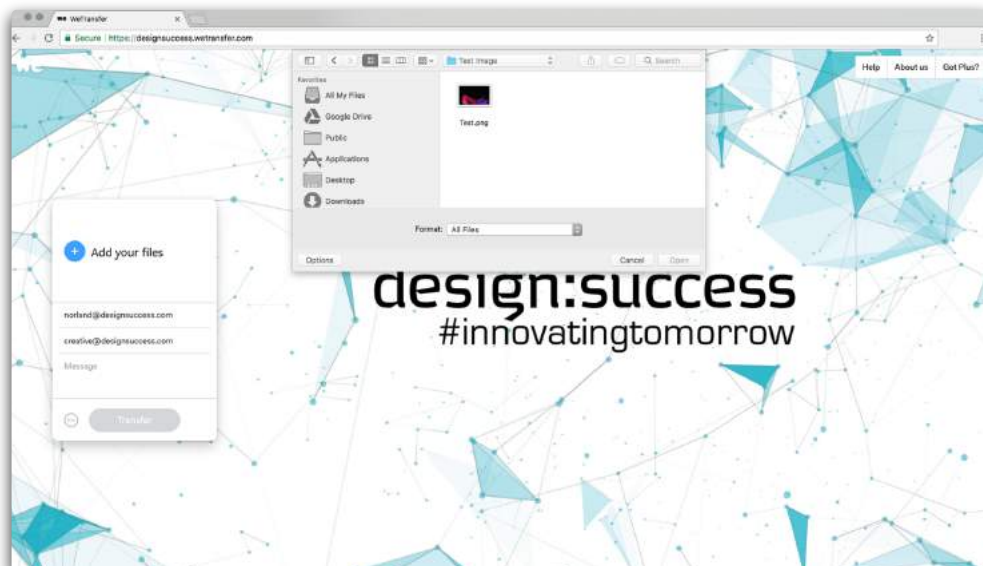 WeTransfer
Secure https://designsuccess.wetransfer.com
we
Test Image
Search
Help About us Got Plus?
Favorites
All My Files
Google Drive
Public
Applications
Desktop
Downloads
Test.png
Format: All Files
Options Cancel Open
Add your files
norland@designsuccess.com
creative@designsuccess.com
Message
Transfer
design:success
#innovatingtomorrow